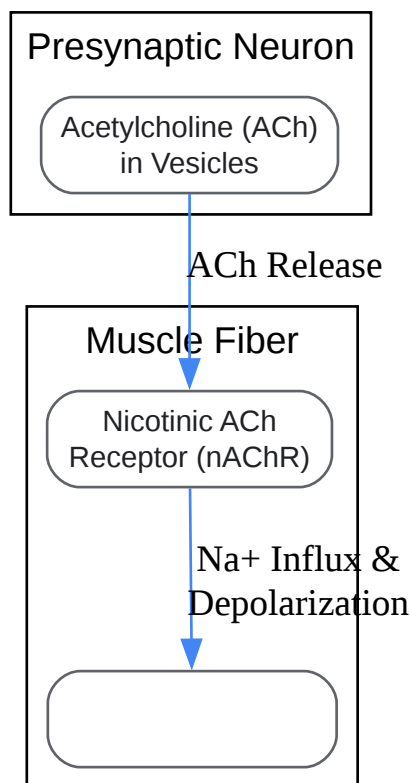 Presynaptic Neuron
Acetylcholine (ACh)
in Vesicles
ACh Release
Muscle Fiber
Nicotinic ACh
Receptor (nAChR)
Na+ Influx &
Depolarization